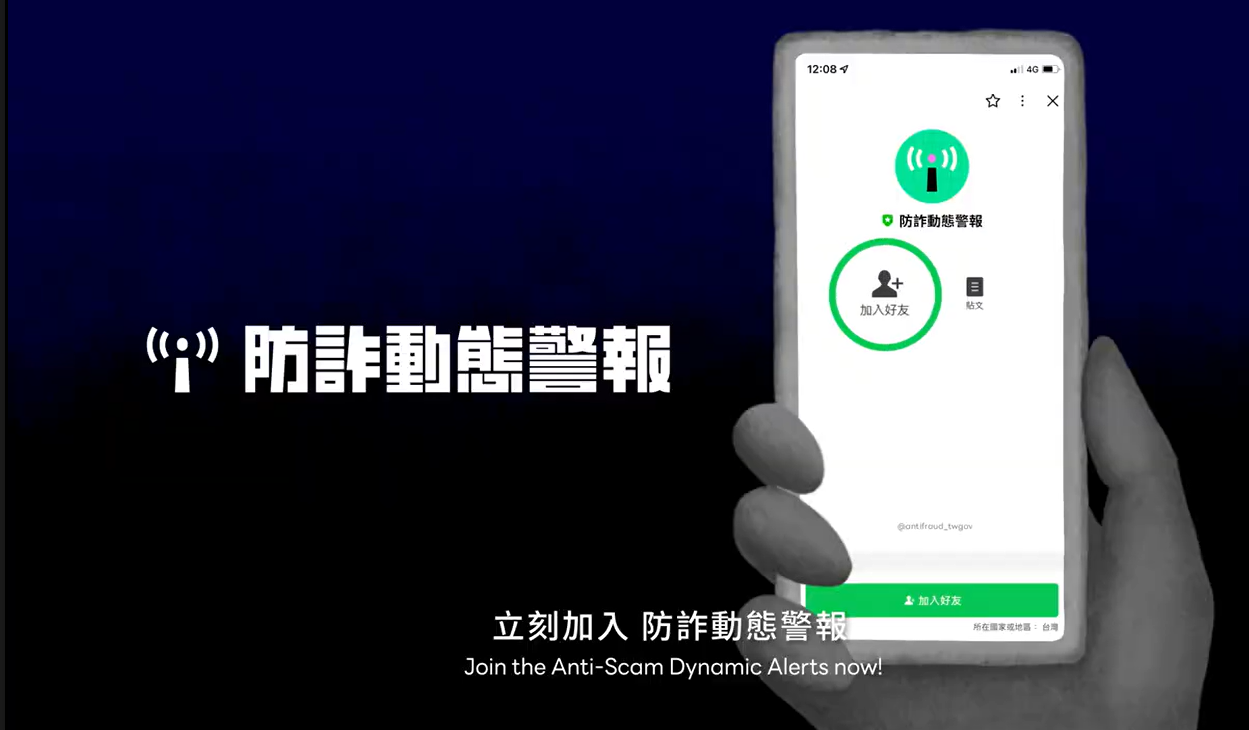 12:08
4G
防詐動態警報
加入好友
貼文
防詐動態警報
@antifraud_twgov
加入好友
所在國家或地區： 台灣
立刻加入 防詐動態警報
Join the Anti-Scam Dynamic Alerts now!